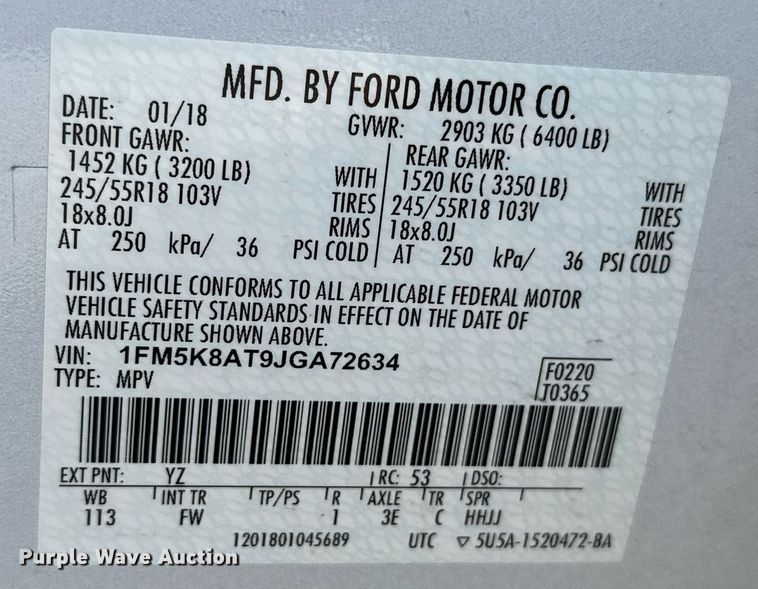 MFD. BY FORD MOTOR CO.
DATE: 01/18 GVWR: 2903 KG ( 6400 LB)
FRONT GAWR: REAR GAWR:
1452 KG ( 3200 LB) WITH 1520 KG ( 3350 LB) WITH
245/55R18 103V TIRES 245/55R18 103V TIRES
18x8.0J RIMS 18x8.0J RIMS
AT 250 kPa/ 36 PSI COLD AT 250 kPa/ 36 PSI COLD
THIS VEHICLE CONFORMS TO ALL APPLICABLE FEDERAL MOTOR
VEHICLE SAFETY STANDARDS IN EFFECT ON THE DATE OF
MANUFACTURE SHOWN ABOVE.
VIN: 1FM5K8AT9JGA72634
TYPE: MPV
F0220
T0365
EXT PNT: YZ RC: 53 DSO:
WB INT TR TP/PS R AXLE TR SPR
113 FW 1 3E C HHJJ
1201801045689 UTC ▽ 5U5A-1520472-BA
Purple Wave Auction